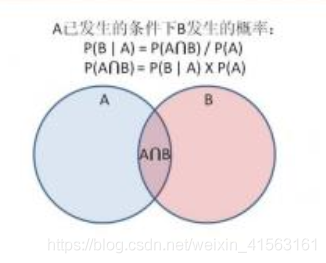 A已发生的条件下B发生的概率：
P(B | A) = P(A⋂B) / P(A)
P(A⋂B) = P(B | A) X P(A)
A
B
A⋂B
https://blog.csdn.net/weixin_41563161